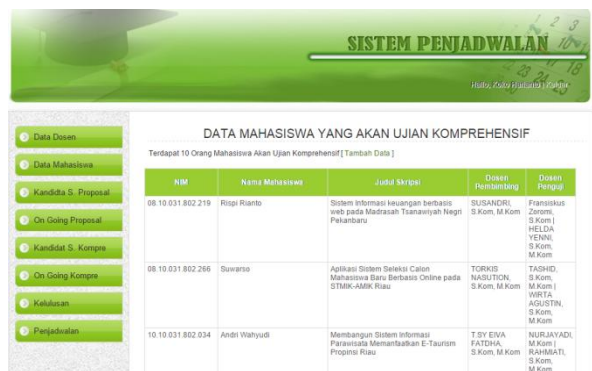 SISTEM PENJADWALAN
Data Dosen
Data Mahasiswa
Kandidta S. Proposal
On Going Proposal
Kandidat S. Kompre
On Going Kompre
Kelulusan
Penjadwalan
DATA MAHASISWA YANG AKAN UJIAN KOMPREHENSIF
Terdapat 10 Orang Mahasiswa Akan Ujian Komprehensif [ Tambah Data ]
NIM Nama Mahasiswa Judul Skripsi Dosen Pembimbing Dosen Penguji
08.10.031.802.219 Rispi Rianto
Sistem Informasi keuangan berbasis
web pada Madrasah Tsanawiyah Negri
Pekanbaru
SUSANDRI,
S.Kom, M.Kom
Fransiskus
Zoromi,
S.Kom |
HELDA
YENNI,
S.Kom,
M.Kom
08.10.031.802.266 Suwarso
Aplikasi Sistem Seleksi Calon
Mahasiswa Baru Berbasis Online pada
STMIK-AMIK Riau
TORKIS
NASUTION,
S.Kom, M.Kom
TASHID,
S.Kom,
M.Kom |
WIRTA
AGUSTIN,
S.Kom,
M.Kom
10.10.031.802.034 Andri Wahyudi
Membangun Sistem Informasi
Parawisata Memanfaatkan E-Taurism
Propinsi Riau
T.SY EIVA
FATDHA,
S.Kom, M.Kom
NURJAYADI,
M.Kom |
RAHMIATI,
S.Kom,
M.Kom